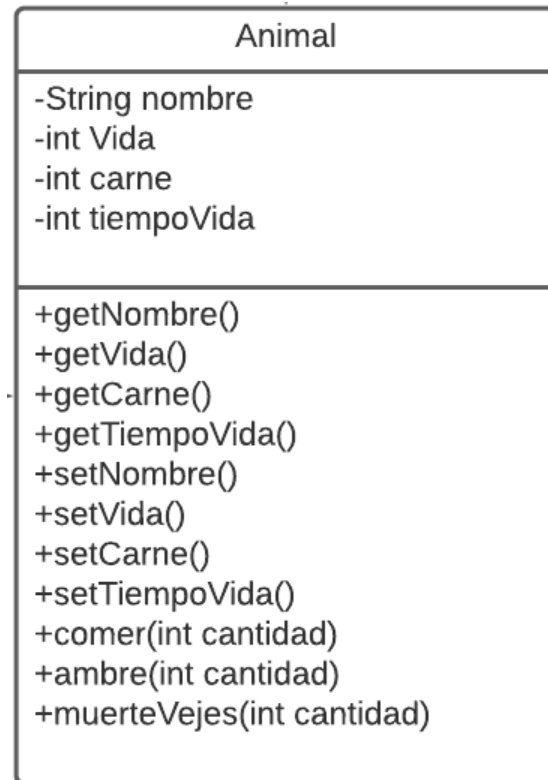 Animal
-String nombre
-int Vida
-int carne
-int tiempoVida
+getNombre()
+getVida()
+getCarne()
+getTiempoVida()
+setNombre()
+setVida()
+setCarne()
+setTiempoVida()
+comer(int cantidad)
+ambre(int cantidad)
+muerteVejes(int cantidad)